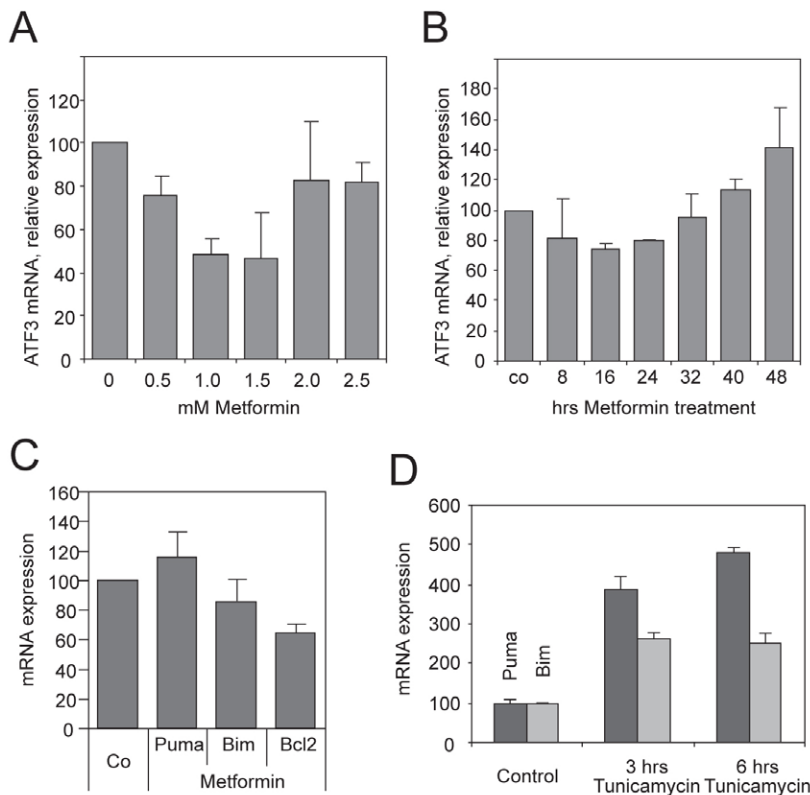 A
ATF3 mRNA, relative expression
120
100
80
60
40
20
0
0 0.5 1.0 1.5 2.0 2.5
mM Metformin
B
ATF3 mRNA, relative expression
180
160
140
120
100
80
60
40
20
0
co 8 16 24 32 40 48
hrs Metformin treatment
C
mRNA expression
160
140
120
100
80
60
40
20
0
Co Puma Bim Bcl2
Metformin
D
mRNA expression
600
500
400
300
200
100
0
Puma
Bim
Control 3 hrs 6 hrs
Tunicamycin Tunicamycin